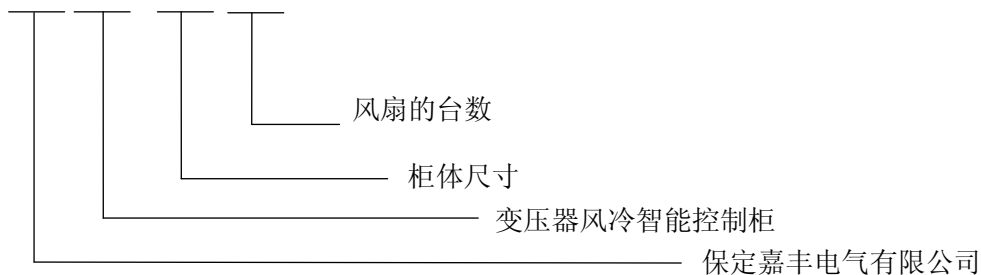 风扇的台数
柜体尺寸
变压器风冷智能控制柜
保定嘉丰电气有限公司